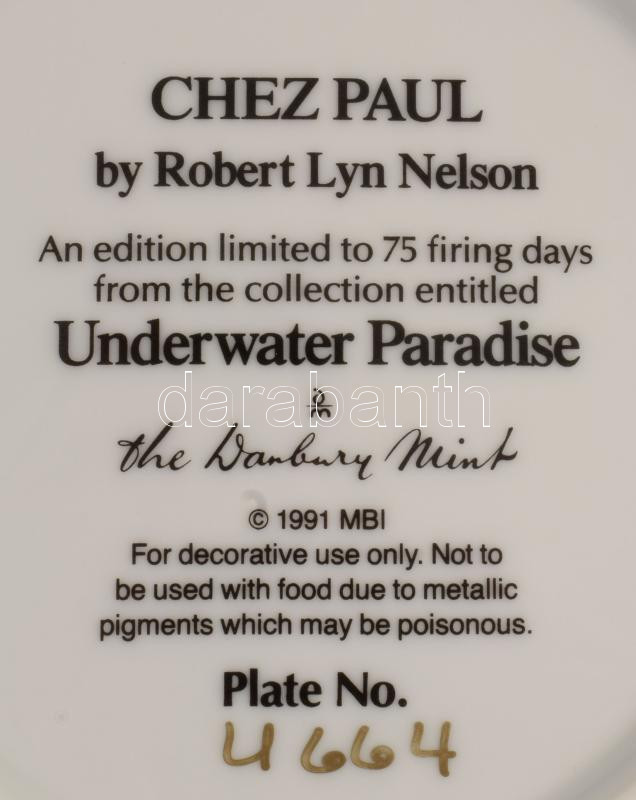 CHEZ PAUL
by Robert Lyn Nelson
An edition limited to 75 firing days
from the collection entitled
Underwater Paradise
darabanth
the Danbury Mint
© 1991 MBI
For decorative use only. Not to
be used with food due to metallic
pigments which may be poisonous.
Plate No.
4664